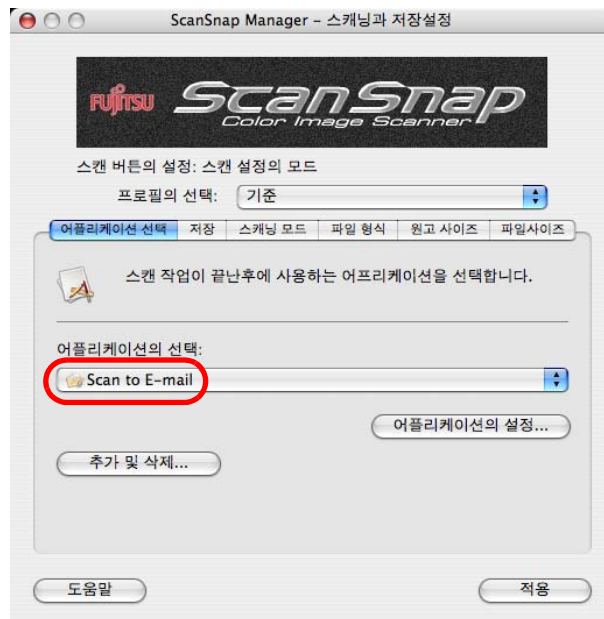 ScanSnap Manager – 스캐닝과 저장설정
FUJITSU ScanSnap
Color Image Scanner
스캔 버튼의 설정: 스캔 설정의 모드
프로필의 선택: 기준
어플리케이션 선택 저장 스캐닝 모드 파일 형식 원고 사이즈 파일사이즈
스캔 작업이 끝난후에 사용하는 어프리케이션을 선택합니다.
어플리케이션의 선택:
Scan to E-mail
어플리케이션의 설정...
추가 및 삭제...
도움말 적용